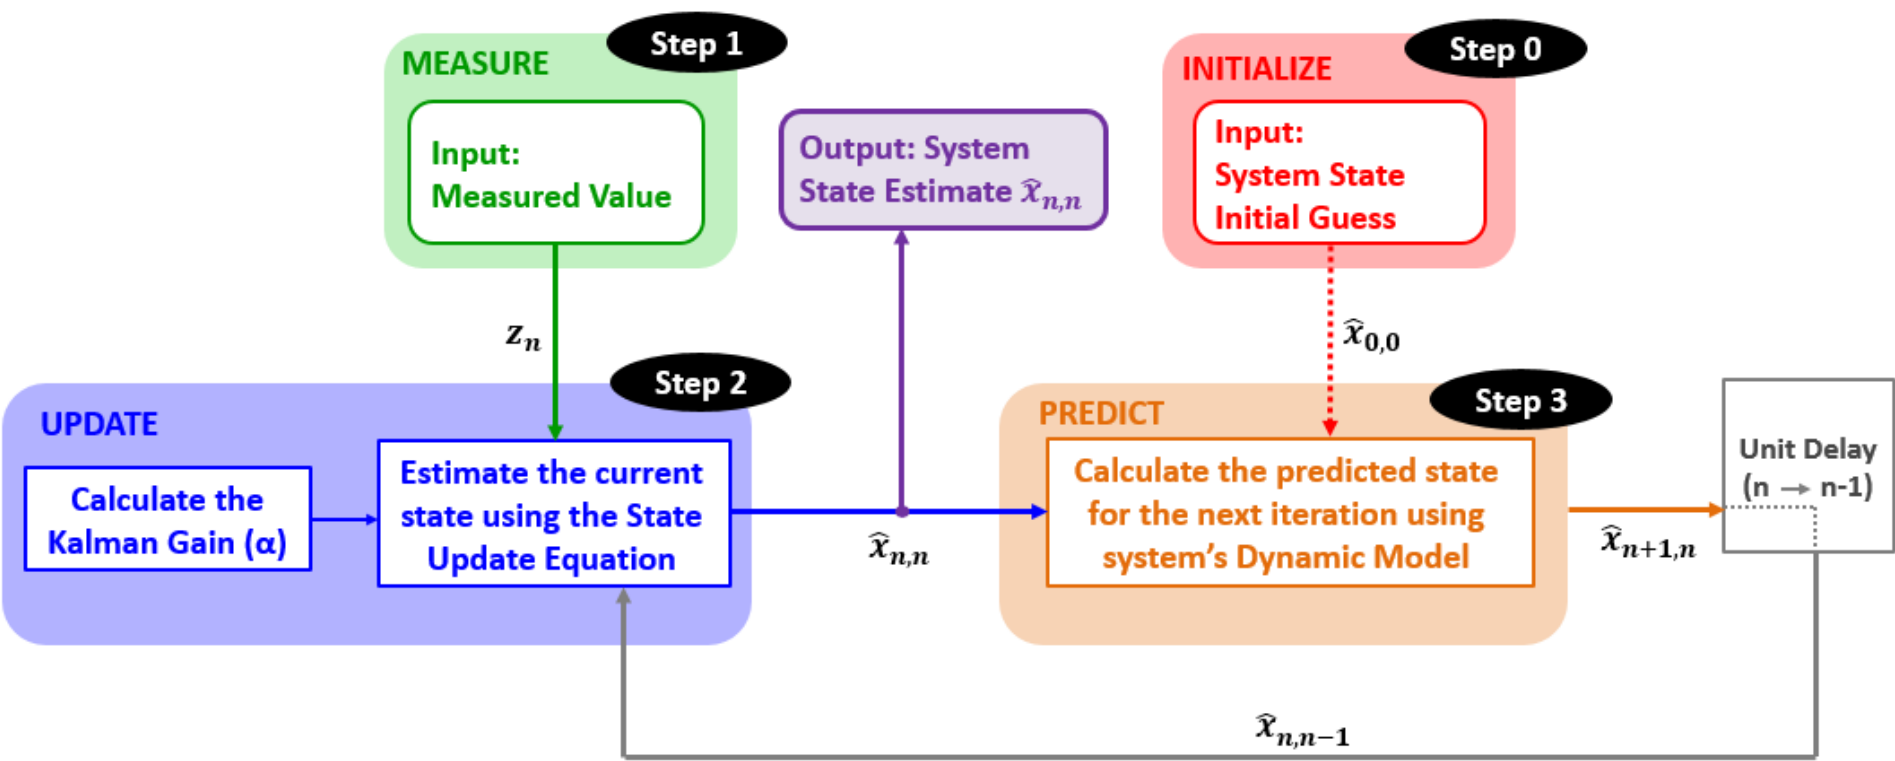 Step 1
MEASURE
Input:
Measured Value
Step 0
INITIALIZE
Input:
System State
Initial Guess
Output: System
State Estimate x̂n,n
zn
x̂0,0
Step 2
UPDATE
Calculate the
Kalman Gain (α)
Estimate the current
state using the State
Update Equation
x̂n,n
Step 3
PREDICT
Calculate the predicted state
for the next iteration using
system's Dynamic Model
x̂n+1,n
Unit Delay
(n → n-1)
x̂n,n−1